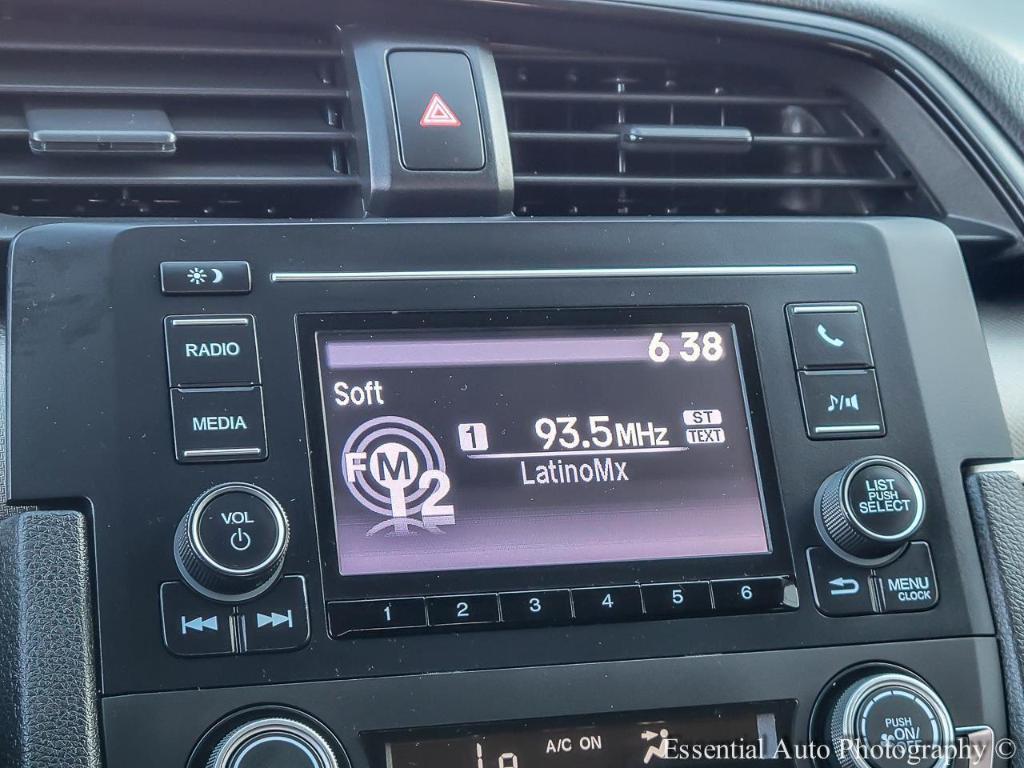 RADIO
MEDIA
6 38
Soft
FM2
1 93.5MHz ST
TEXT
LatinoMx
VOL
LIST
PUSH
SELECT
MENU
CLOCK
1 2 3 4 5 6
A/C ON
PUSH
ON/
Essential Auto Photography ©